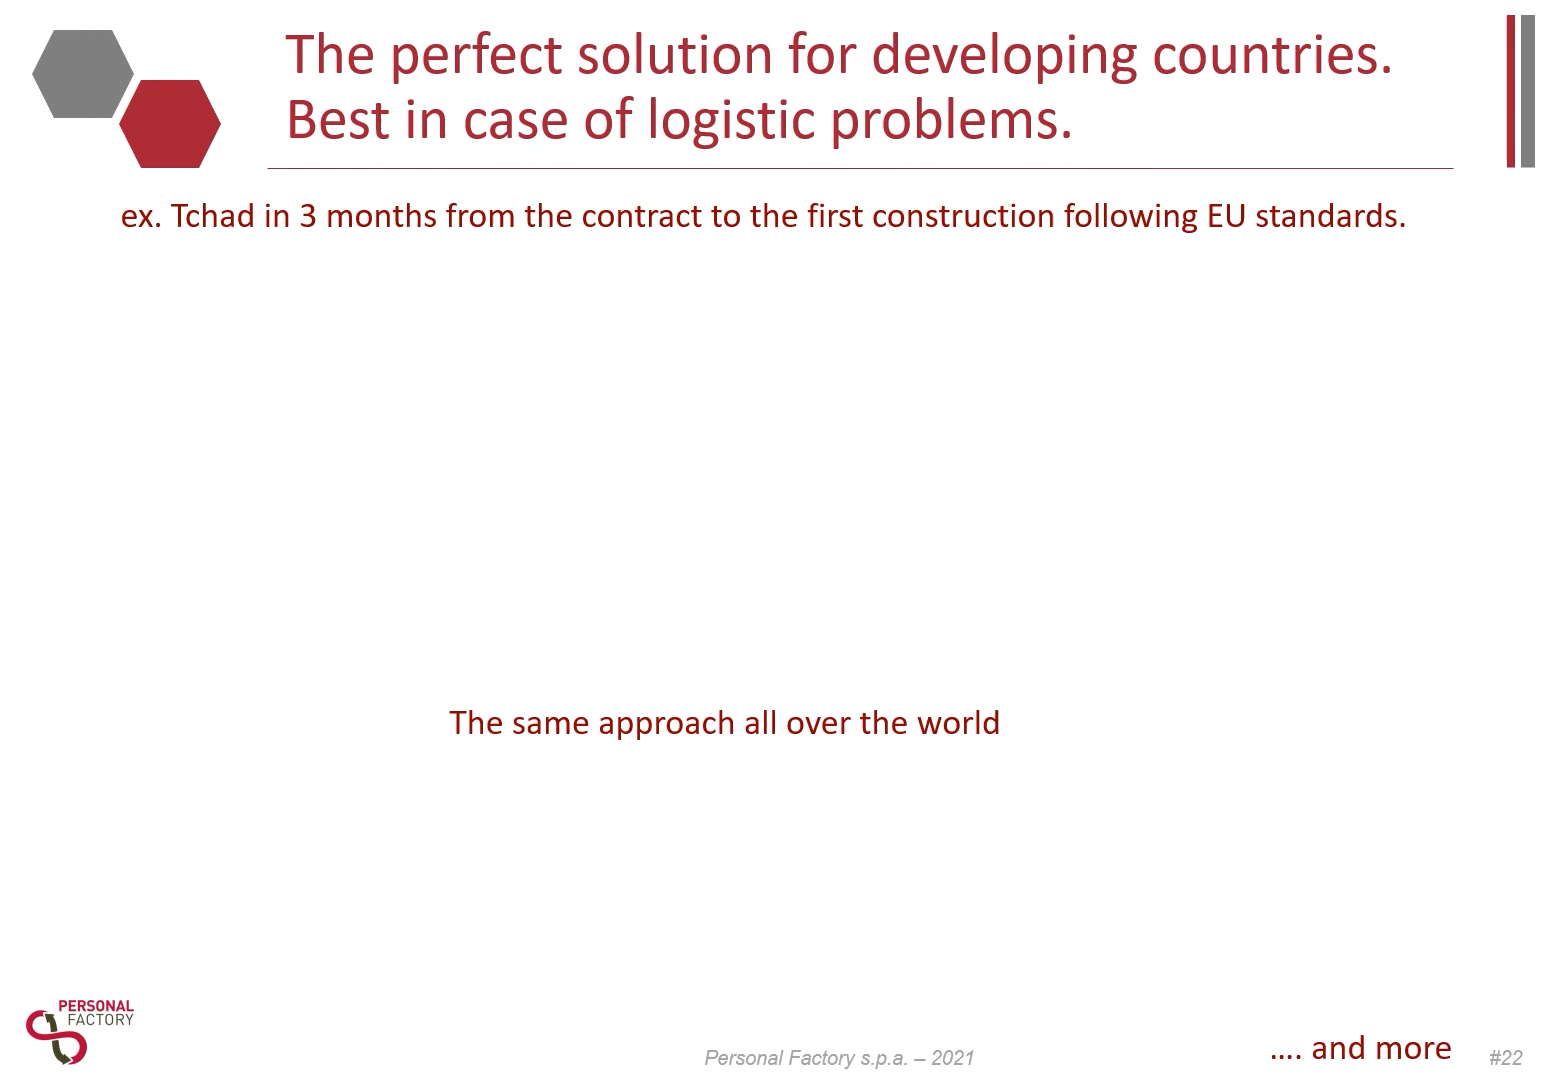 The perfect solution for developing countries.
Best in case of logistic problems.
ex. Tchad in 3 months from the contract to the first construction following EU standards.
The same approach all over the world
PERSONAL
FACTORY
Personal Factory s.p.a. – 2021
.... and more
#22